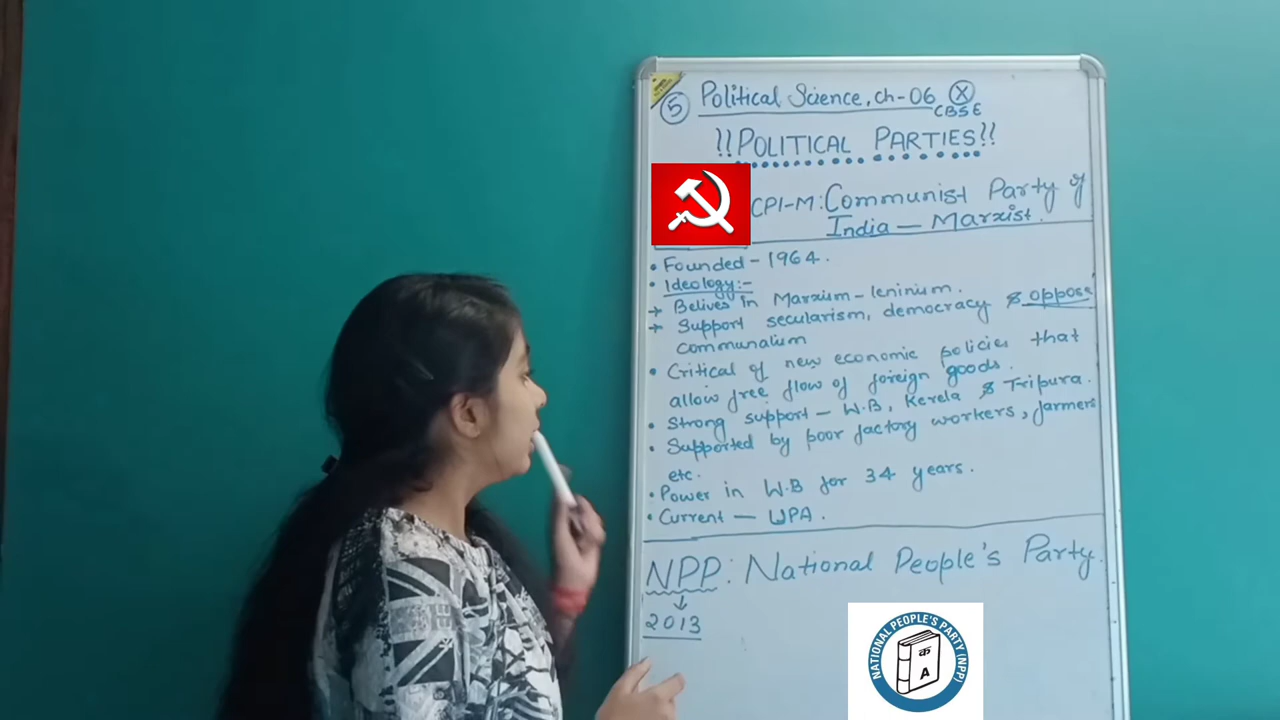 5 Political Science, ch-06 X
CBSE
!!POLITICAL PARTIES!!
CPI-M: Communist Party of
India — Marxist.
• Founded - 1964.
• Ideology:-
→ Belives in Marxism-leninism.
→ Support secularism, democracy & oppose
communalism
• Critical of new economic policies that
allow free flow of foreign goods.
• Strong support - W.B, Kerela & Tripura.
• Supported by poor factory workers, farmers
etc.
• Power in W.B for 34 years.
• Current — UPA.
NPP: National People's Party.
↓
2013
NATIONAL PEOPLE'S PARTY (NPP)
क
A